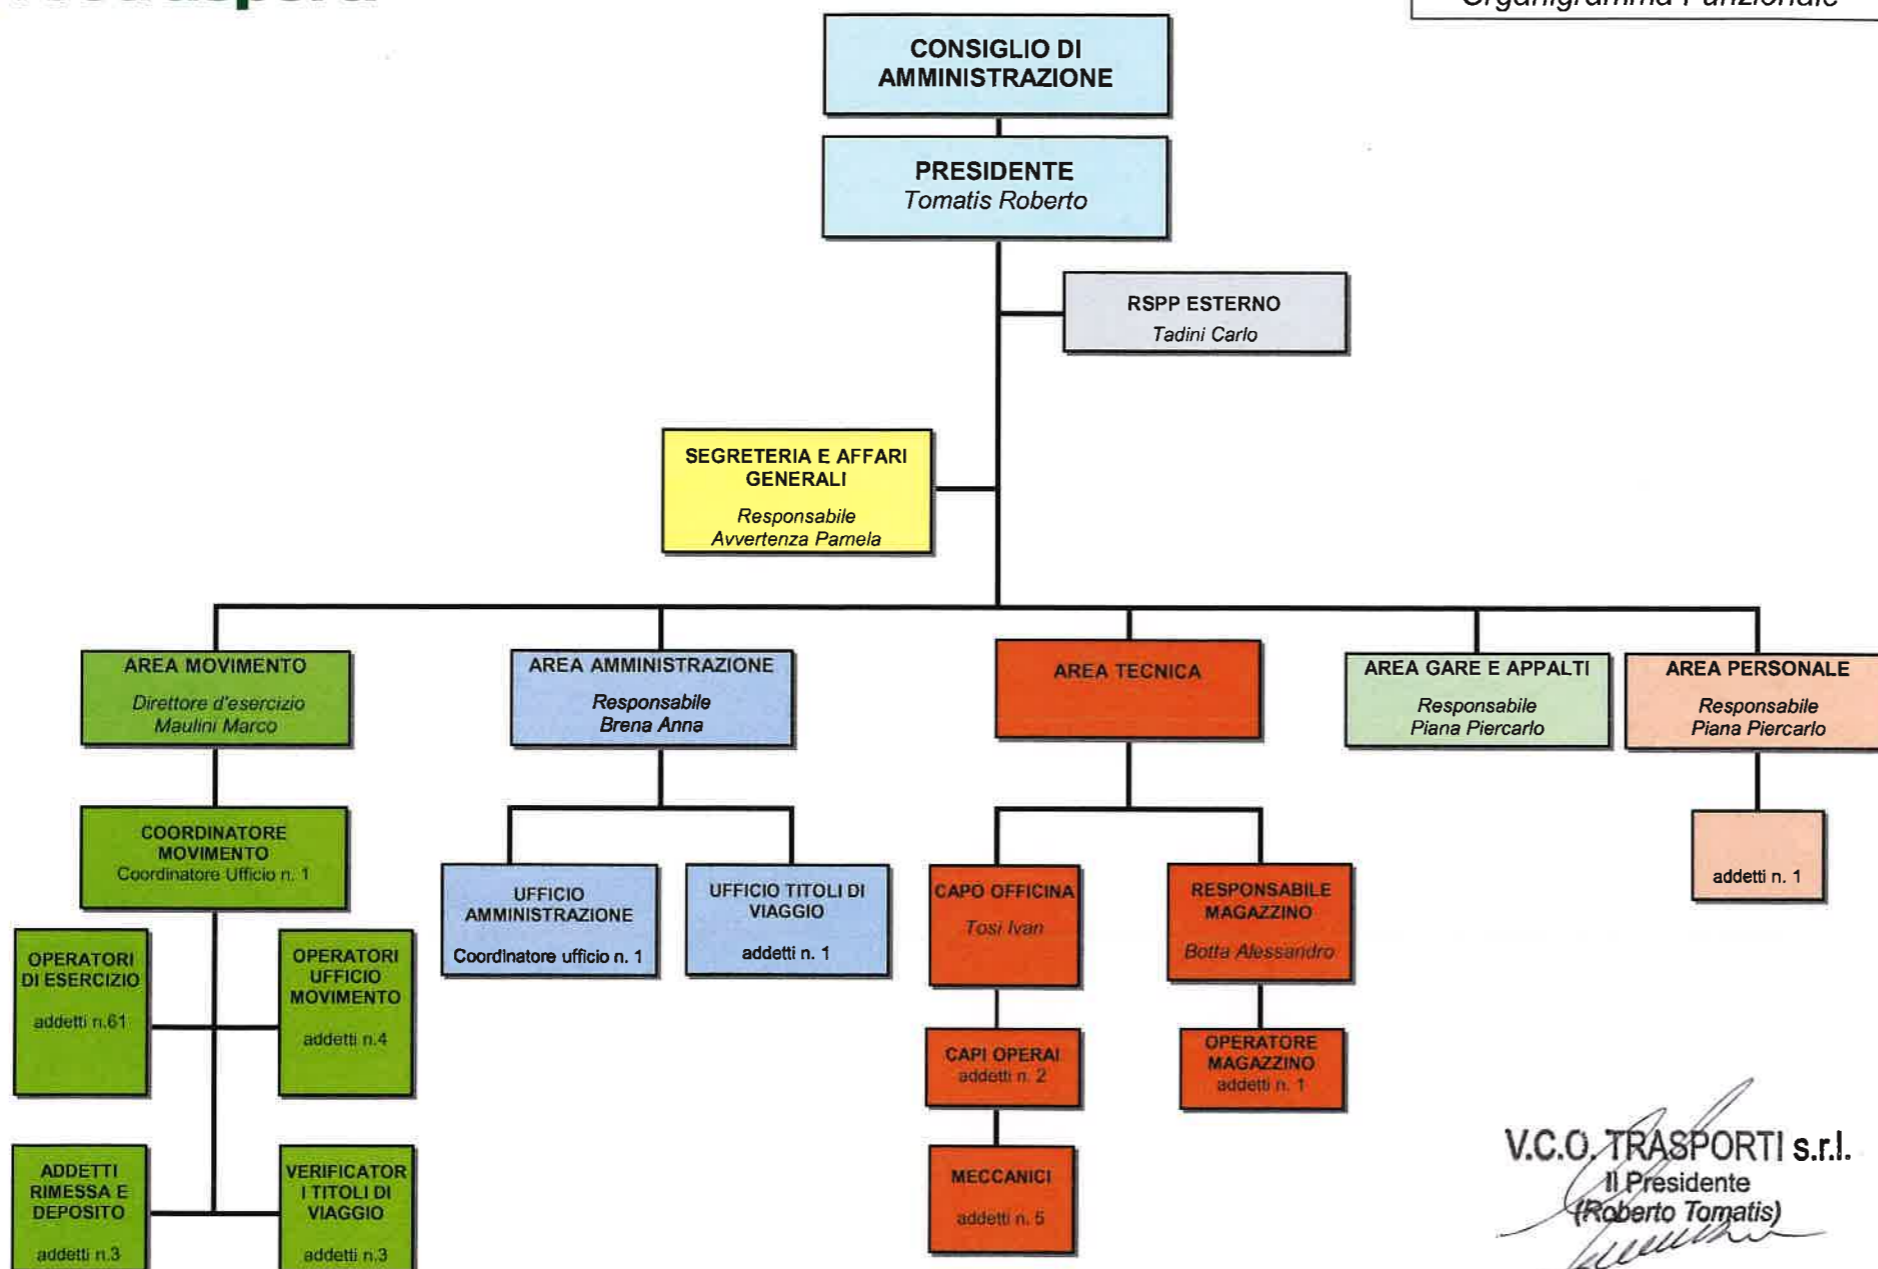 Organigramma Funzionale
CONSIGLIO DI
AMMINISTRAZIONE
PRESIDENTE
Tomatis Roberto
RSPP ESTERNO
Tadini Carlo
SEGRETERIA E AFFARI
GENERALI
Responsabile
Avvertenza Pamela
AREA MOVIMENTO
Direttore d'esercizio
Maulini Marco
AREA AMMINISTRAZIONE
Responsabile
Brena Anna
AREA TECNICA
AREA GARE E APPALTI
Responsabile
Piana Piercarlo
AREA PERSONALE
Responsabile
Piana Piercarlo
COORDINATORE
MOVIMENTO
Coordinatore Ufficio n. 1
UFFICIO
AMMINISTRAZIONE
Coordinatore ufficio n. 1
UFFICIO TITOLI DI
VIAGGIO
addetti n. 1
CAPO OFFICINA
Tosi Ivan
RESPONSABILE
MAGAZZINO
Botta Alessandro
addetti n. 1
OPERATORI
DI ESERCIZIO
addetti n.61
OPERATORI
UFFICIO
MOVIMENTO
addetti n.4
CAPI OPERAI
addetti n. 2
OPERATORE
MAGAZZINO
addetti n. 1
ADDETTI
RIMESSA E
DEPOSITO
addetti n.3
VERIFICATOR
I TITOLI DI
VIAGGIO
addetti n.3
MECCANICI
addetti n. 5
V.C.O. TRASPORTI s.r.l.
Il Presidente
(Roberto Tomatis)